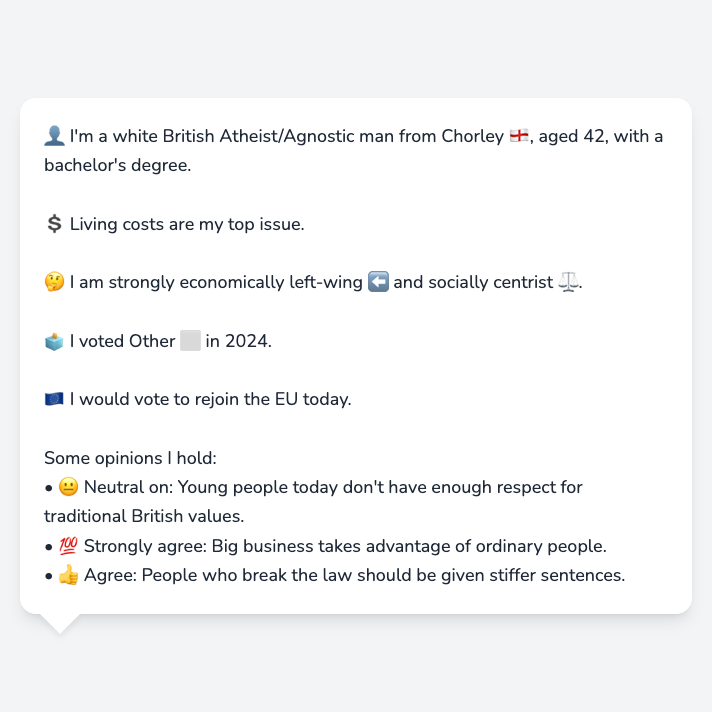 👤 I'm a white British Atheist/Agnostic man from Chorley 🏴󠁧󠁢󠁥󠁮󠁧󠁿, aged 42, with a
bachelor's degree.
💲 Living costs are my top issue.
🤔 I am strongly economically left-wing ⬅️ and socially centrist ⚖️.
🗳️ I voted Other ⬜ in 2024.
🇪🇺 I would vote to rejoin the EU today.
Some opinions I hold:
• 😐 Neutral on: Young people today don't have enough respect for
traditional British values.
• 💯 Strongly agree: Big business takes advantage of ordinary people.
• 👍 Agree: People who break the law should be given stiffer sentences.